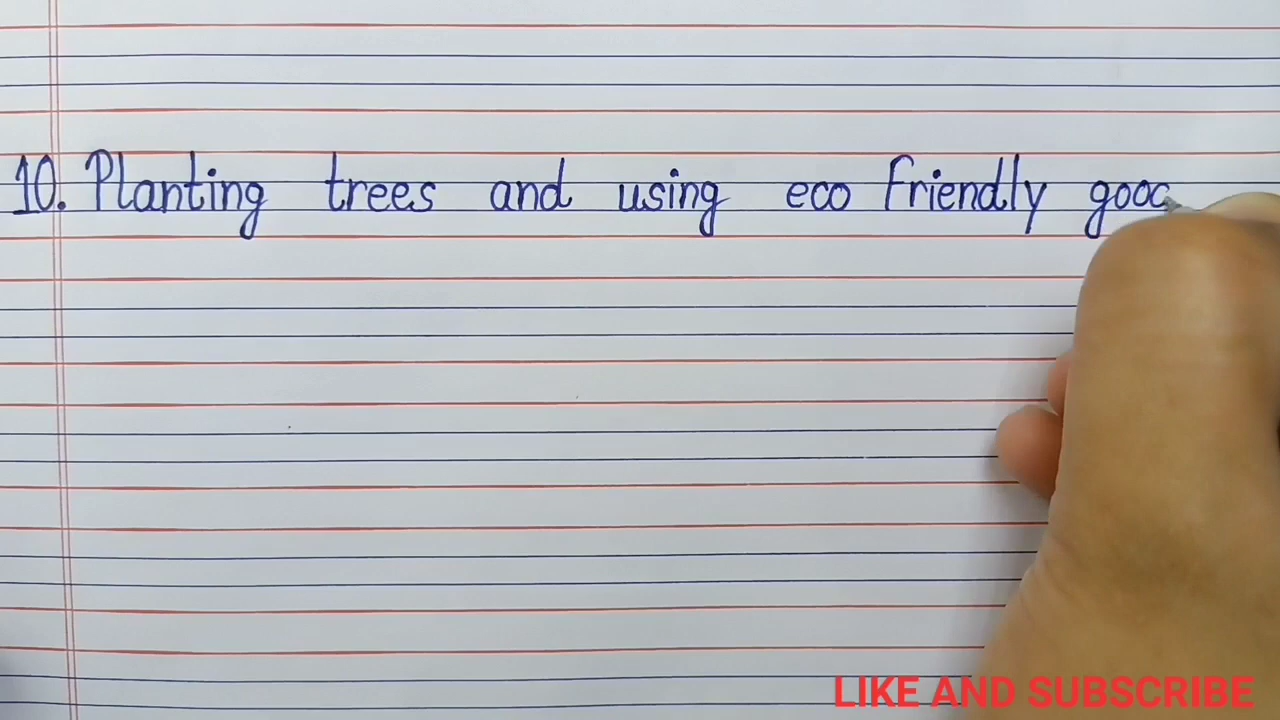 10. Planting trees and using eco friendly
LIKE AND SUBSCRIBE